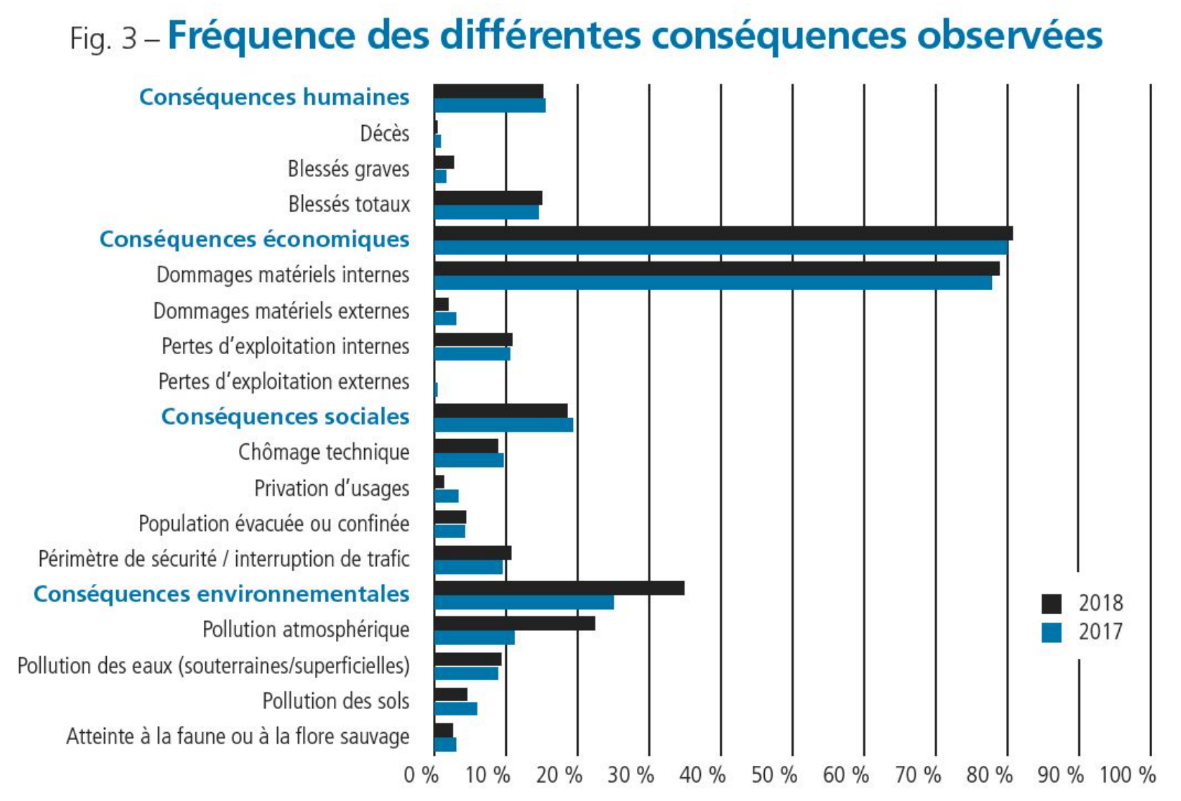 Fig. 3 – Fréquence des différentes conséquences observées
Conséquences humaines
Décès
Blessés graves
Blessés totaux
Conséquences économiques
Dommages matériels internes
Dommages matériels externes
Pertes d’exploitation internes
Pertes d’exploitation externes
Conséquences sociales
Chômage technique
Privation d’usages
Population évacuée ou confinée
Périmètre de sécurité / interruption de trafic
Conséquences environnementales
Pollution atmosphérique
Pollution des eaux (souterraines/superficielles)
Pollution des sols
Atteinte à la faune ou à la flore sauvage
2018
2017
0 % 10 % 20 % 30 % 40 % 50 % 60 % 70 % 80 % 90 % 100 %